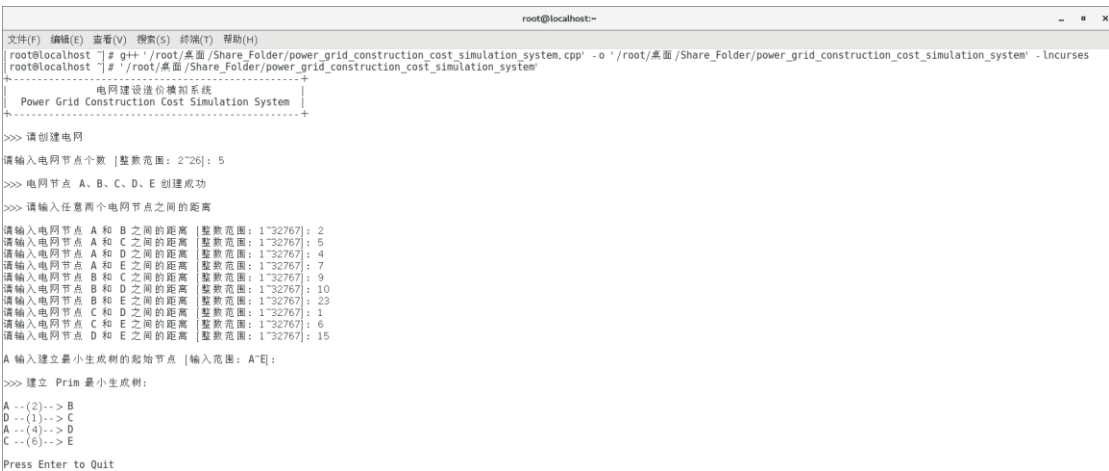 root@localhost:~
文件(F) 编辑(E) 查看(V) 搜索(S) 终端(T) 帮助(H)
[root@localhost ~]# g++ '/root/桌面/Share_Folder/power_grid_construction_cost_simulation_system.cpp' -o '/root/桌面/Share_Folder/power_grid_construction_cost_simulation_system' -lncurses
[root@localhost ~]# '/root/桌面/Share_Folder/power_grid_construction_cost_simulation_system'
+------------------------------------------------+
| 电网建设造价模拟系统 |
| Power Grid Construction Cost Simulation System |
+------------------------------------------------+
>>> 请创建电网
请输入电网节点个数 [整数范围: 2~26]: 5
>>> 电网节点 A、B、C、D、E 创建成功
>>> 请输入任意两个电网节点之间的距离
请输入电网节点 A 和 B 之间的距离 [整数范围: 1~32767]: 2
请输入电网节点 A 和 C 之间的距离 [整数范围: 1~32767]: 5
请输入电网节点 A 和 D 之间的距离 [整数范围: 1~32767]: 4
请输入电网节点 A 和 E 之间的距离 [整数范围: 1~32767]: 7
请输入电网节点 B 和 C 之间的距离 [整数范围: 1~32767]: 9
请输入电网节点 B 和 D 之间的距离 [整数范围: 1~32767]: 10
请输入电网节点 B 和 E 之间的距离 [整数范围: 1~32767]: 23
请输入电网节点 C 和 D 之间的距离 [整数范围: 1~32767]: 1
请输入电网节点 C 和 E 之间的距离 [整数范围: 1~32767]: 6
请输入电网节点 D 和 E 之间的距离 [整数范围: 1~32767]: 15
A 输入建立最小生成树的起始节点 [输入范围: A~E]:
>>> 建立 Prim 最小生成树:
A --(2)--> B
D --(1)--> C
A --(4)--> D
C --(6)--> E
Press Enter to Quit